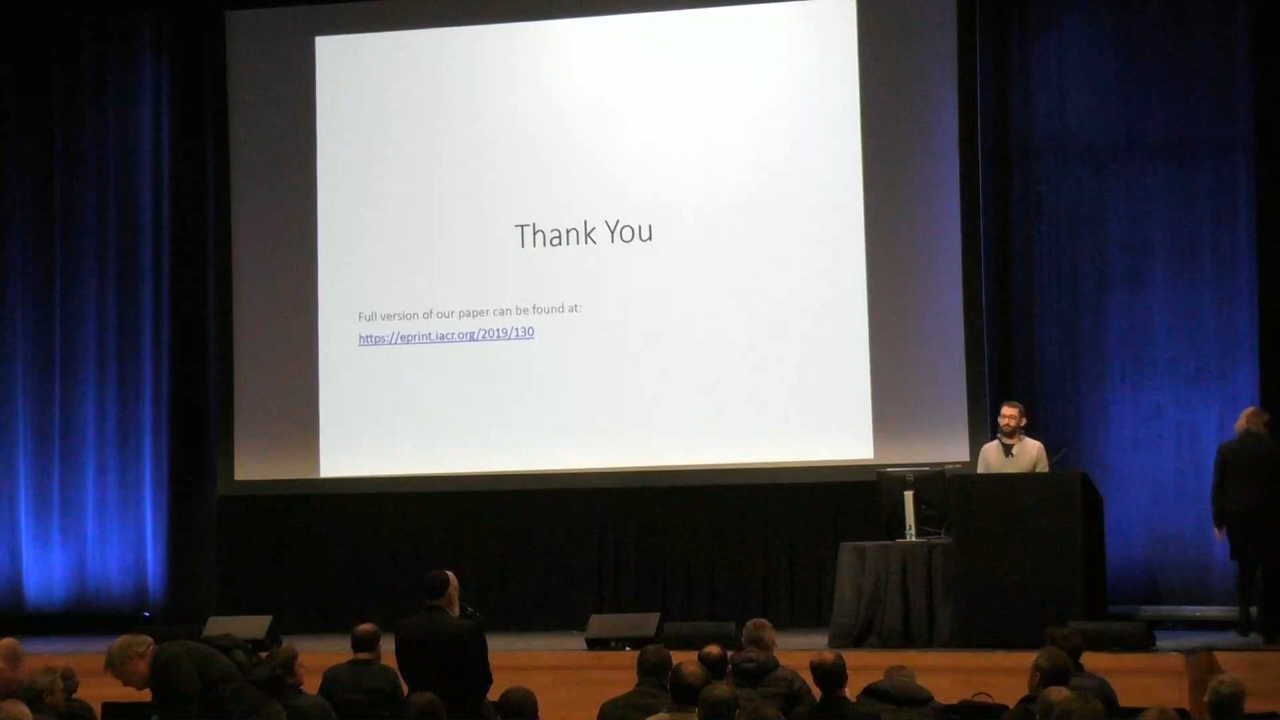 Thank You
Full version of our paper can be found at:
https://eprint.iacr.org/2019/130